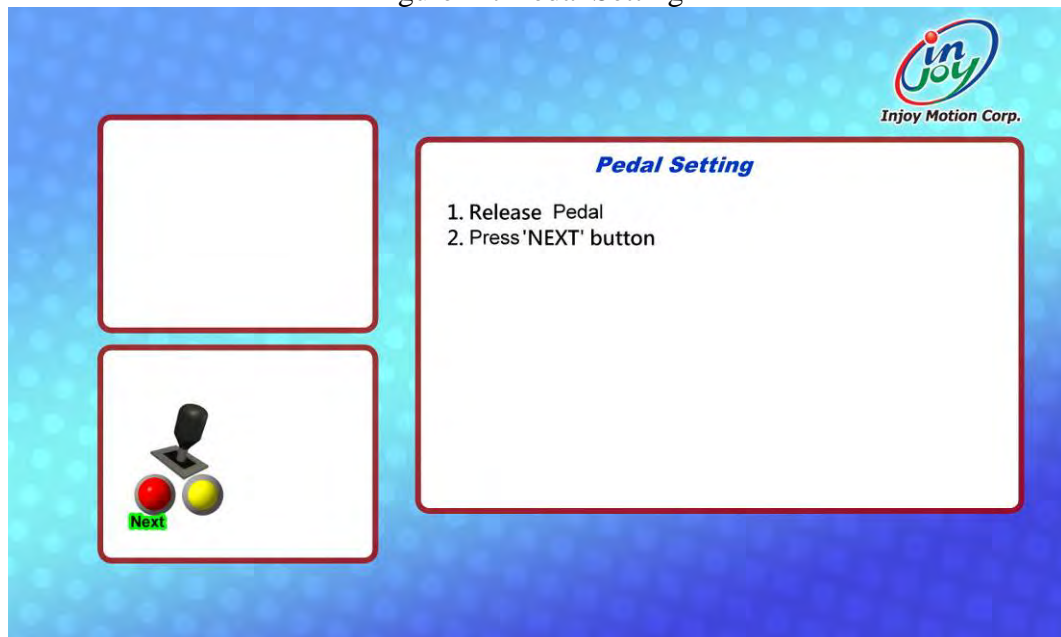 in
joy
Injoy Motion Corp.
Pedal Setting
1. Release Pedal
2. Press 'NEXT' button
Next